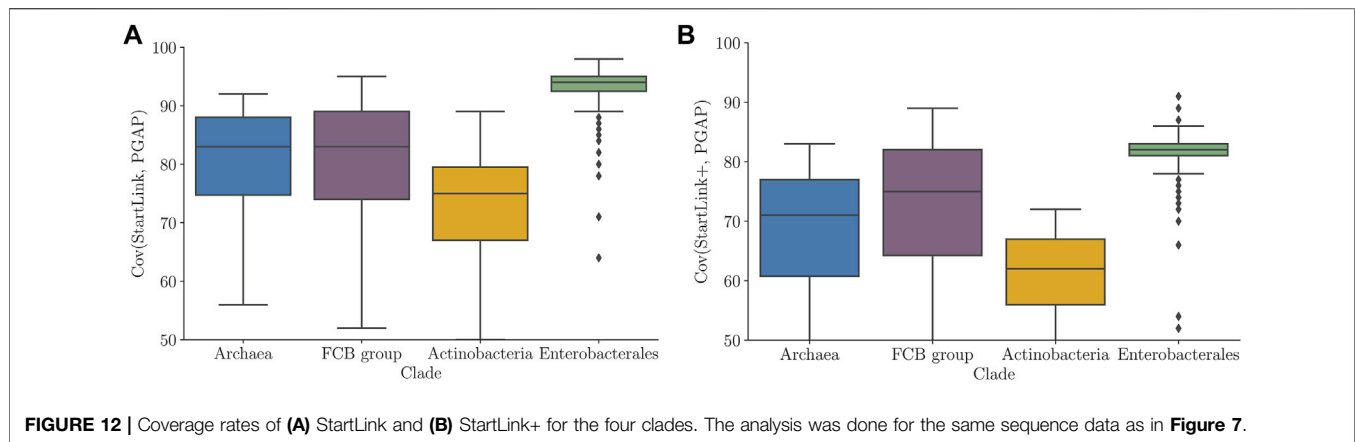 A
Cov(StartLink, PGAP)
100
90
80
70
60
50
Archaea
FCB group
Actinobacteria
Enterobacterales
Clade
B
Cov(StartLink+, PGAP)
100
90
80
70
60
50
Archaea
FCB group
Actinobacteria
Enterobacterales
Clade
FIGURE 12 | Coverage rates of (A) StartLink and (B) StartLink+ for the four clades. The analysis was done for the same sequence data as in Figure 7.